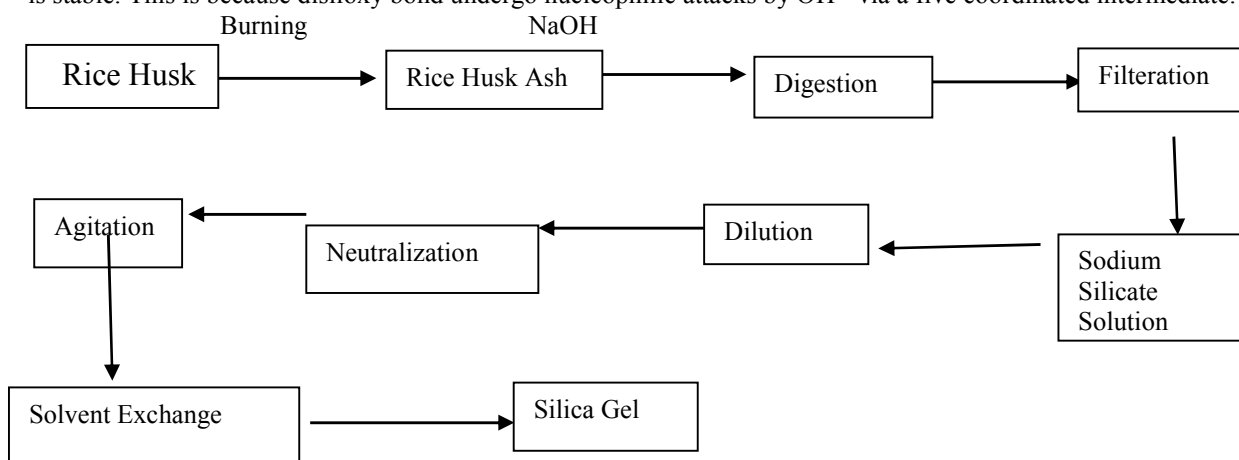 is stable. This is because disiloxy bond undergo nucleophilic attacks by OH via a five coordinated intermediate.
Burning NaOH
Rice Husk
Rice Husk Ash
Digestion
Filteration
Agitation
Neutralization
Dilution
Sodium
Silicate
Solution
Solvent Exchange
Silica Gel